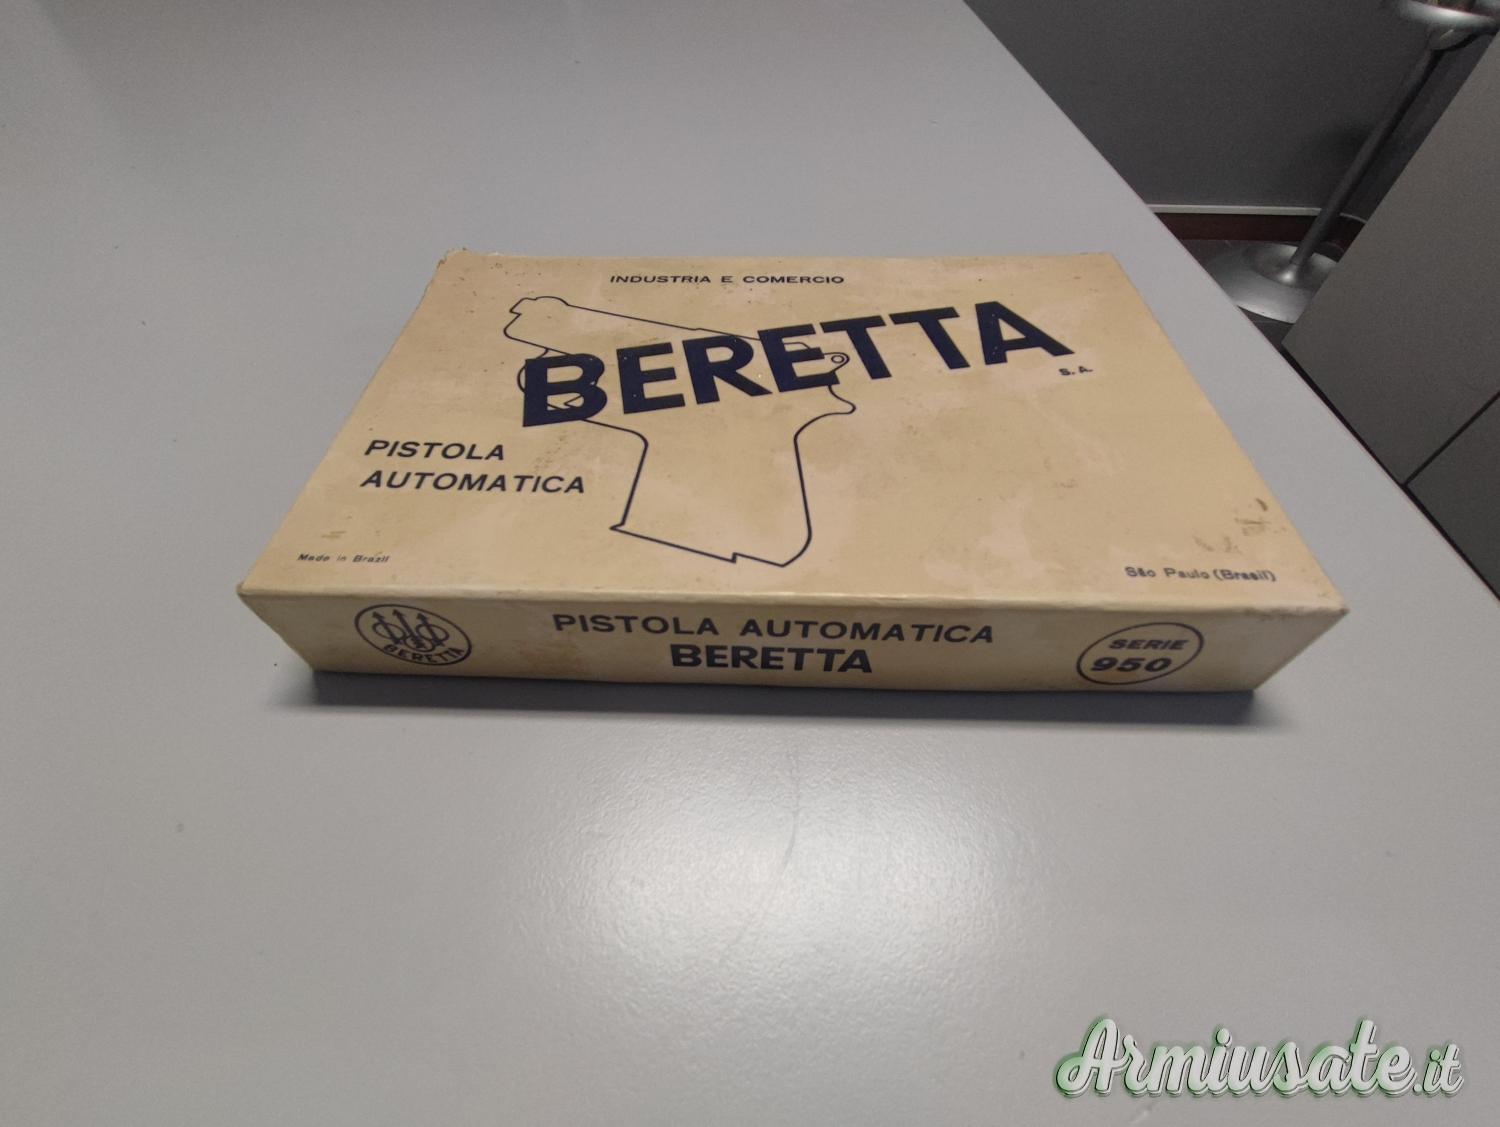 INDUSTRIA E COMERCIO
BERETTA
S.A.
PISTOLA
AUTOMATICA
Made in Brazil
São Paulo (Brasil)
BERETTA
PISTOLA AUTOMATICA
BERETTA
SERIE
950
Armiusate.it